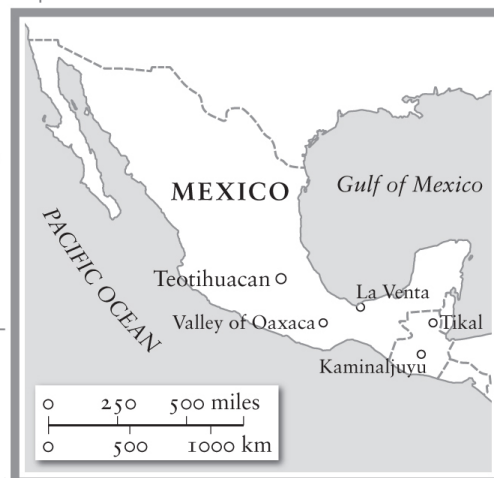 MEXICO
Gulf of Mexico
PACIFIC OCEAN
Teotihuacan
La Venta
Valley of Oaxaca
Tikal
Kaminaljuyu
0 250 500 miles
0 500 1000 km